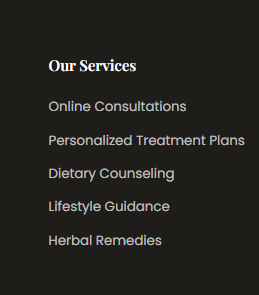 Our Services
Online Consultations
Personalized Treatment Plans
Dietary Counseling
Lifestyle Guidance
Herbal Remedies